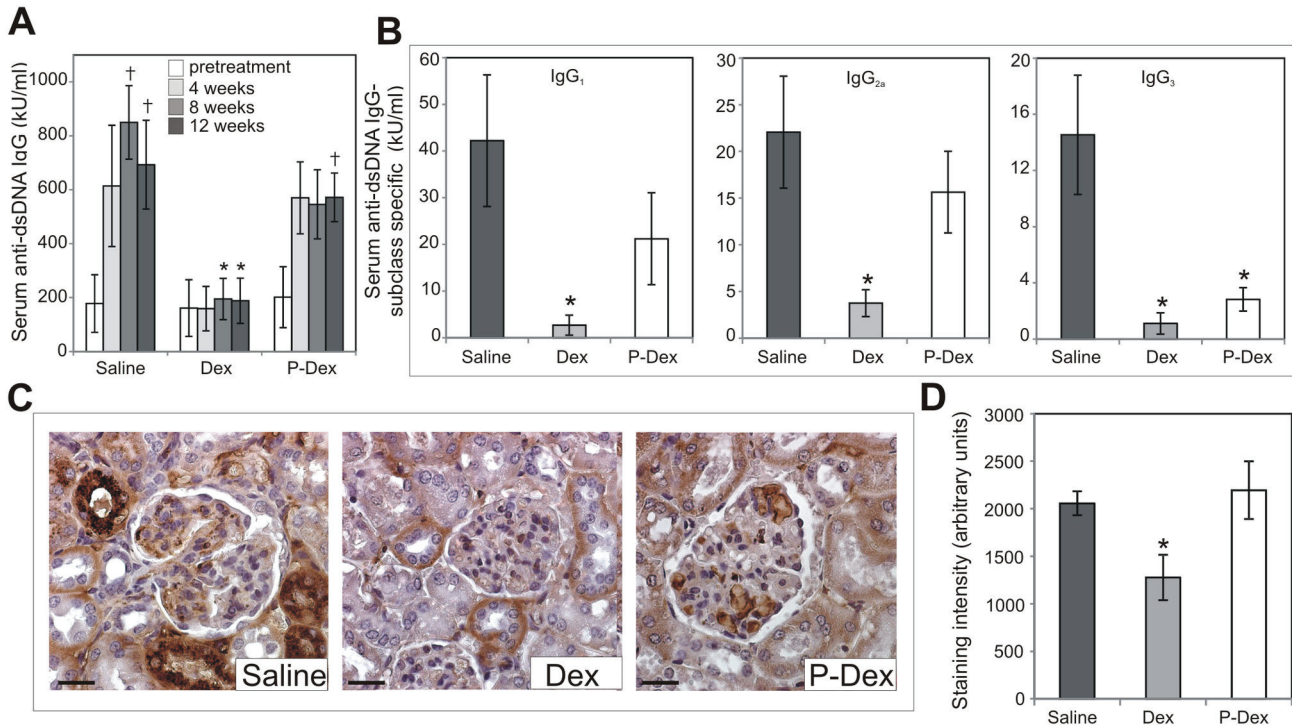 A
Serum anti-dsDNA IgG (kU/ml)
1000
800
600
400
200
0
pretreatment
4 weeks
8 weeks
12 weeks
† † †
* *
Saline Dex P-Dex
B
Serum anti-dsDNA IgG-
subclass specific (kU/ml)
IgG1
60
50
40
30
20
10
0
*
Saline Dex P-Dex
IgG2a
30
25
20
15
10
5
0
*
Saline Dex P-Dex
IgG3
20
16
12
8
4
0
* *
Saline Dex P-Dex
C
Saline
Dex
P-Dex
D
Staining intensity (arbitrary units)
3000
2500
2000
1500
1000
500
0
*
Saline Dex P-Dex